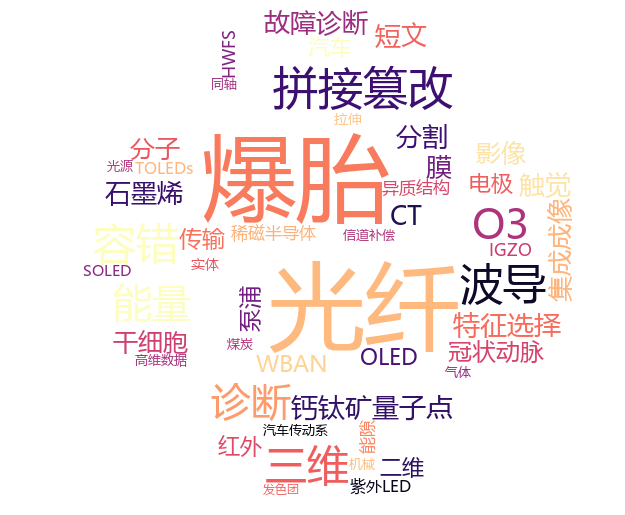 故障诊断
短文
HWFS
汽车
同轴
拼接篡改
拉伸
分割
分子
爆胎
影像
光源
TOLEDs
膜
石墨烯
异质结构
电极
触觉
CT
O3
集成成像
容错
传输
稀磁半导体
信道补偿
IGZO
SOLED
实体
光纤
波导
能量
泵浦
特征选择
干细胞
煤炭
高维数据
冠状动脉
WBAN
OLED
气体
诊断
钙钛矿量子点
汽车传动系
能隙
红外
三维
机械
二维
发色团
紫外LED